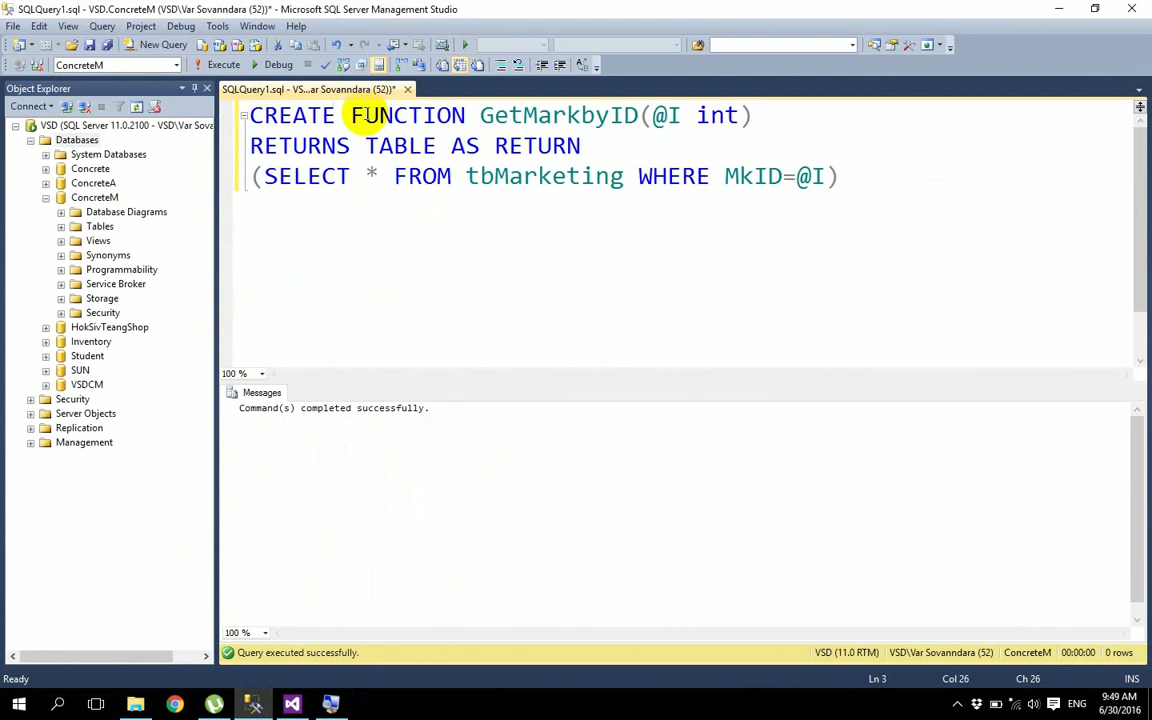 SQLQuery1.sql - VSD.ConcreteM (VSD\Var Sovanndara (52))* - Microsoft SQL Server Management Studio
File Edit View Query Project Debug Tools Window Help
New Query
ConcreteM Execute Debug
Object Explorer
Connect
VSD (SQL Server 11.0.2100 - VSD\Var Sova
Databases
System Databases
Concrete
ConcreteA
ConcreteM
Database Diagrams
Tables
Views
Synonyms
Programmability
Service Broker
Storage
Security
HokSivTeangShop
Inventory
Student
SUN
VSDCM
Security
Server Objects
Replication
Management
SQLQuery1.sql - VS...ar Sovanndara (52))*
CREATE FUNCTION GetMarkbyID(@I int)
RETURNS TABLE AS RETURN
(SELECT * FROM tbMarketing WHERE MkID=@I)
100 %
Messages
Command(s) completed successfully.
100 %
Query executed successfully. VSD (11.0 RTM) VSD\Var Sovanndara (52) ConcreteM 00:00:00 0 rows
Ready Ln 3 Col 26 Ch 26 INS
ENG 9:49 AM
6/30/2016